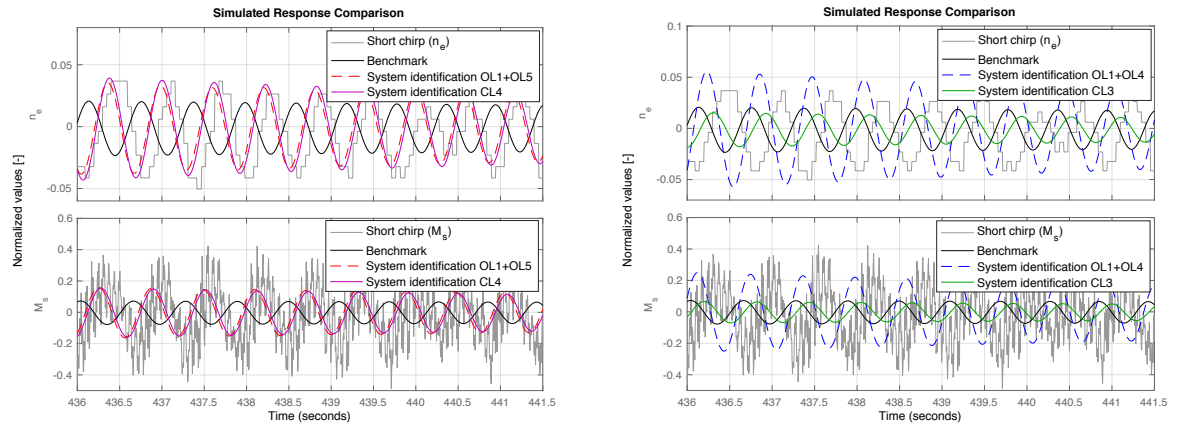 Simulated Response Comparison
Short chirp (n_e)
Benchmark
System identification OL1+OL5
System identification CL4
0.05
0
-0.05
n_e
Normalized values [-]
Short chirp (M_s)
Benchmark
System identification OL1+OL5
System identification CL4
0.6
0.4
0.2
0
-0.2
-0.4
M_s
436 436.5 437 437.5 438 438.5 439 439.5 440 440.5 441 441.5
Time (seconds)
Simulated Response Comparison
Short chirp (n_e)
Benchmark
System identification OL1+OL4
System identification CL3
0.1
0.05
0
-0.05
n_e
Normalized values [-]
Short chirp (M_s)
Benchmark
System identification OL1+OL4
System identification CL3
0.6
0.4
0.2
0
-0.2
-0.4
M_s
436 436.5 437 437.5 438 438.5 439 439.5 440 440.5 441 441.5
Time (seconds)